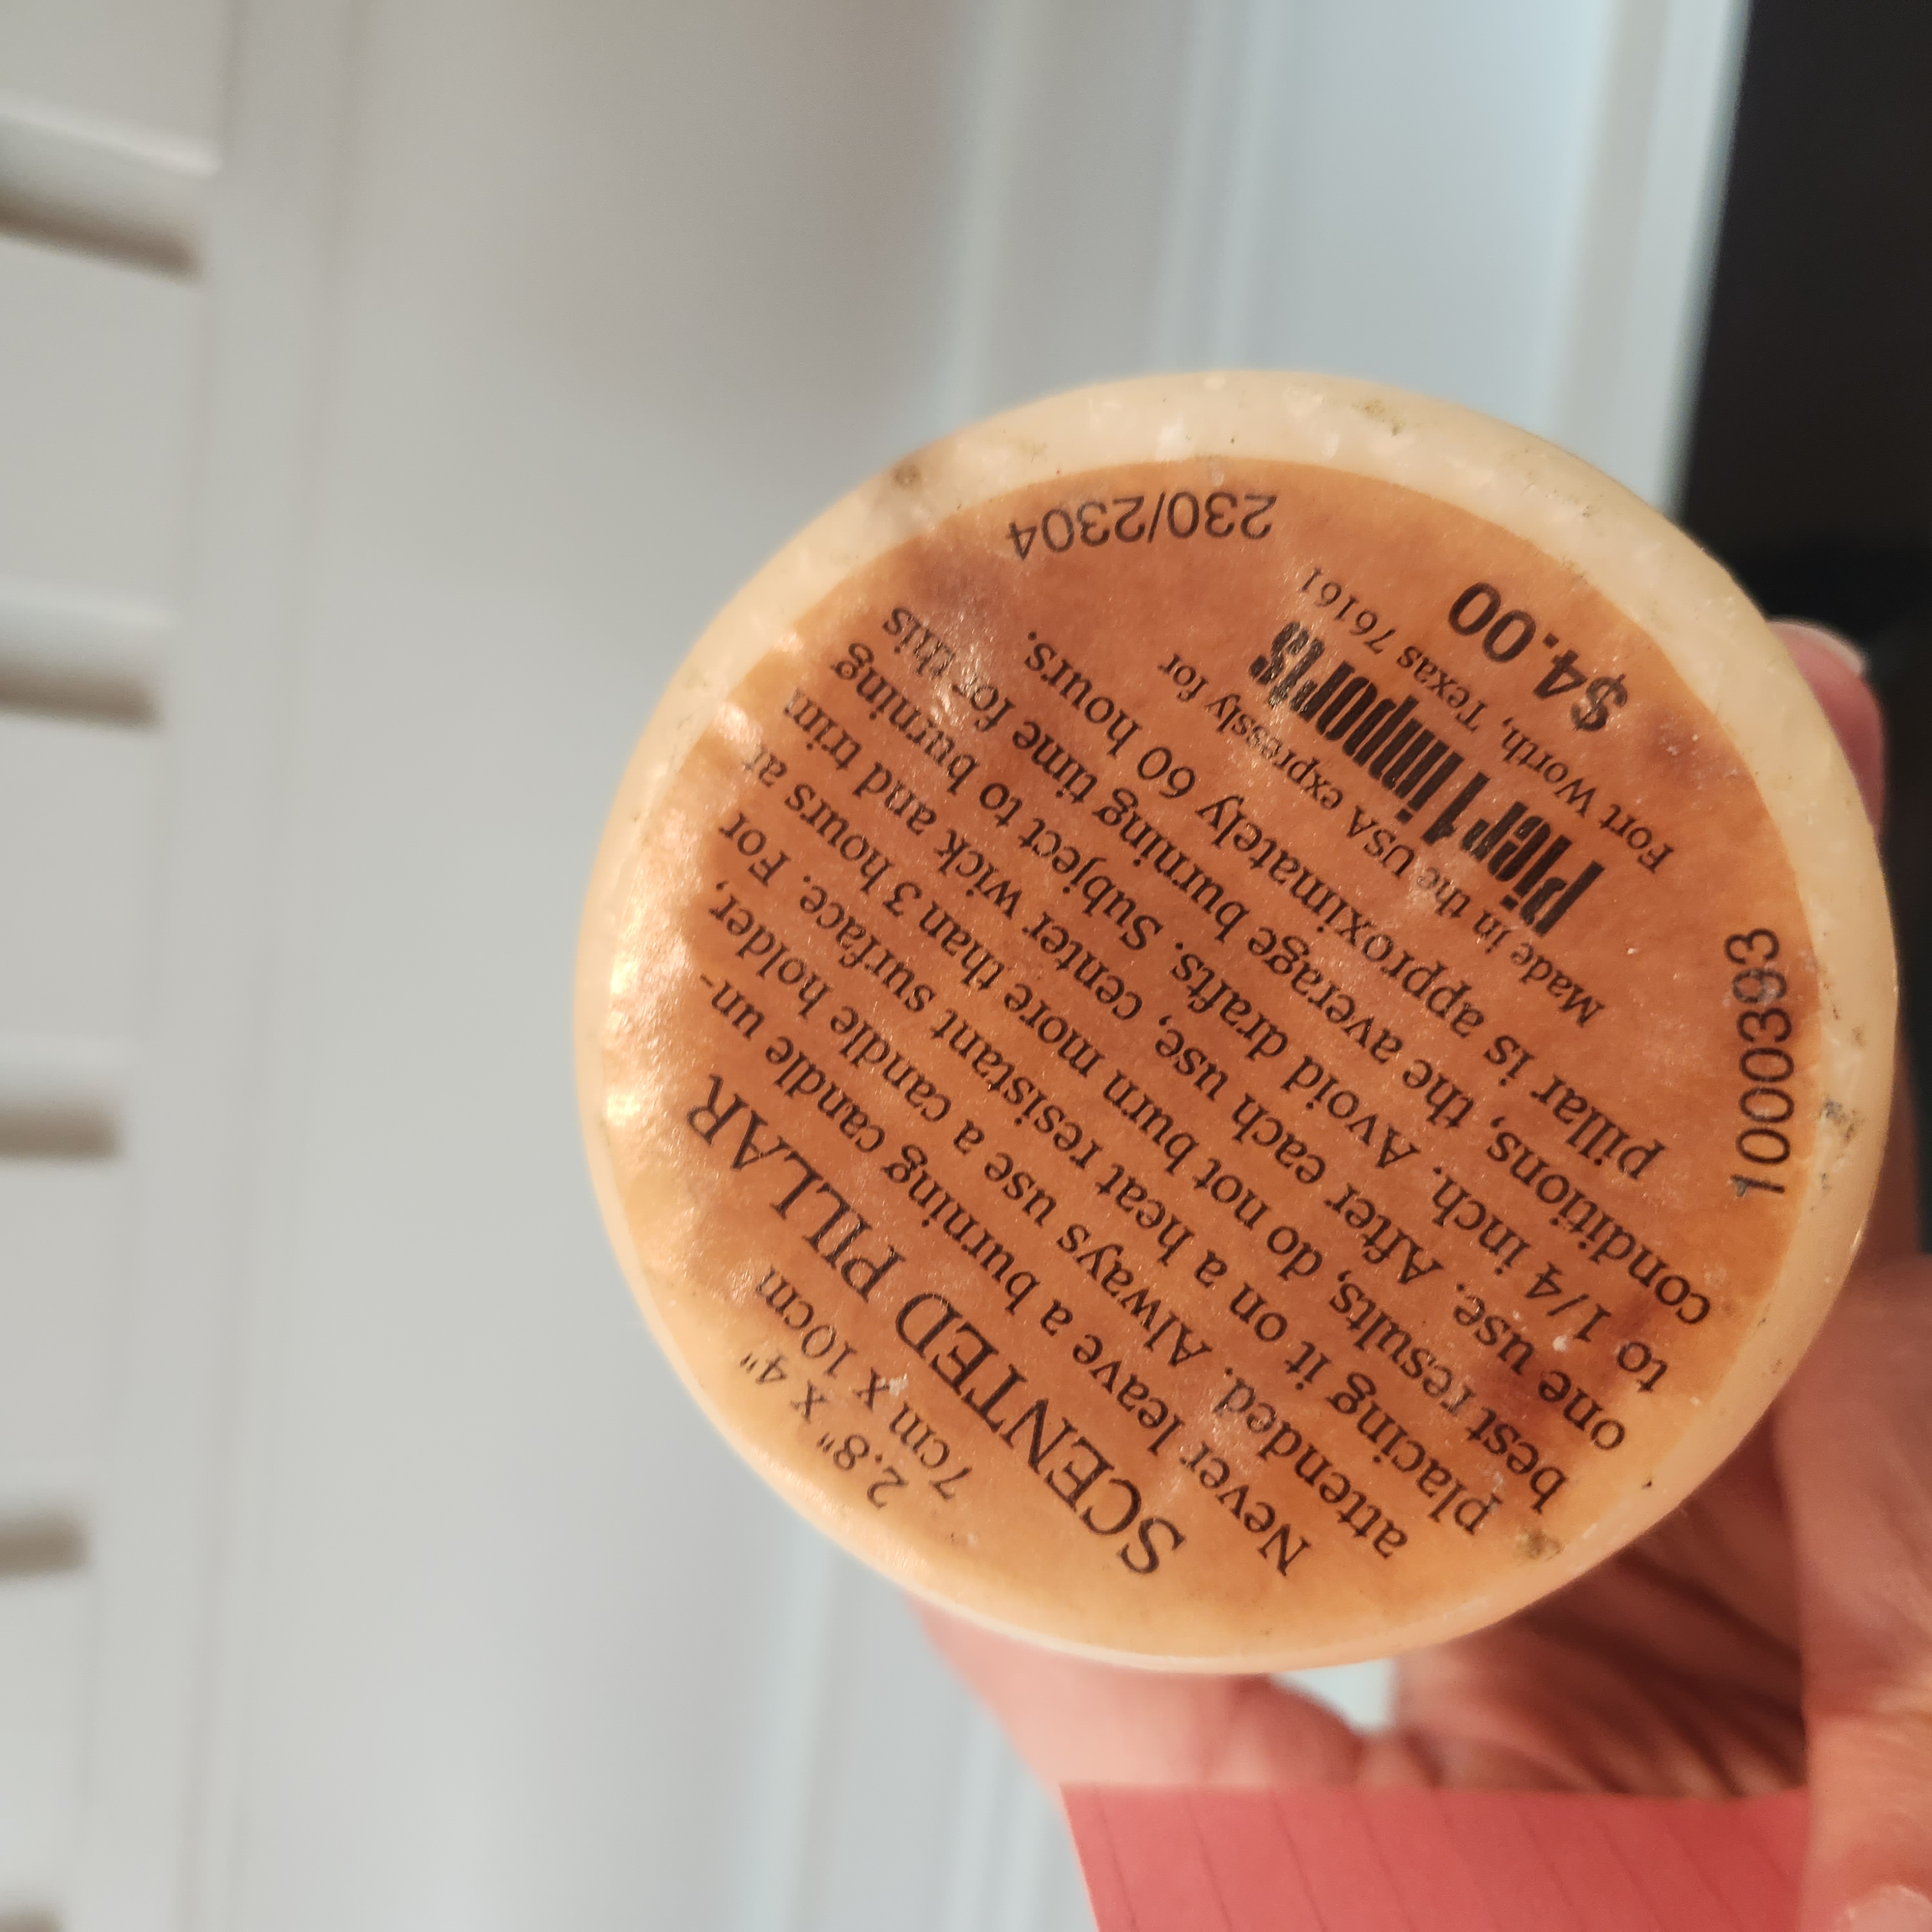 2.8" x 4"
7cm x 10cm
SCENTED PILLAR
Never leave a burning candle un-
attended. Always use a candle holder,
placing it on a heat resistant surface. For
best results, do not burn more than 3 hours at
one use. After each use, center wick and trim
to 1/4 inch. Avoid drafts. Subject to burning
conditions, the average burning time for this
pillar is approximately 60 hours.
Made in the USA expressly for
Pier 1 imports
Fort Worth, Texas 76161
$4.00
1000393
230/2304